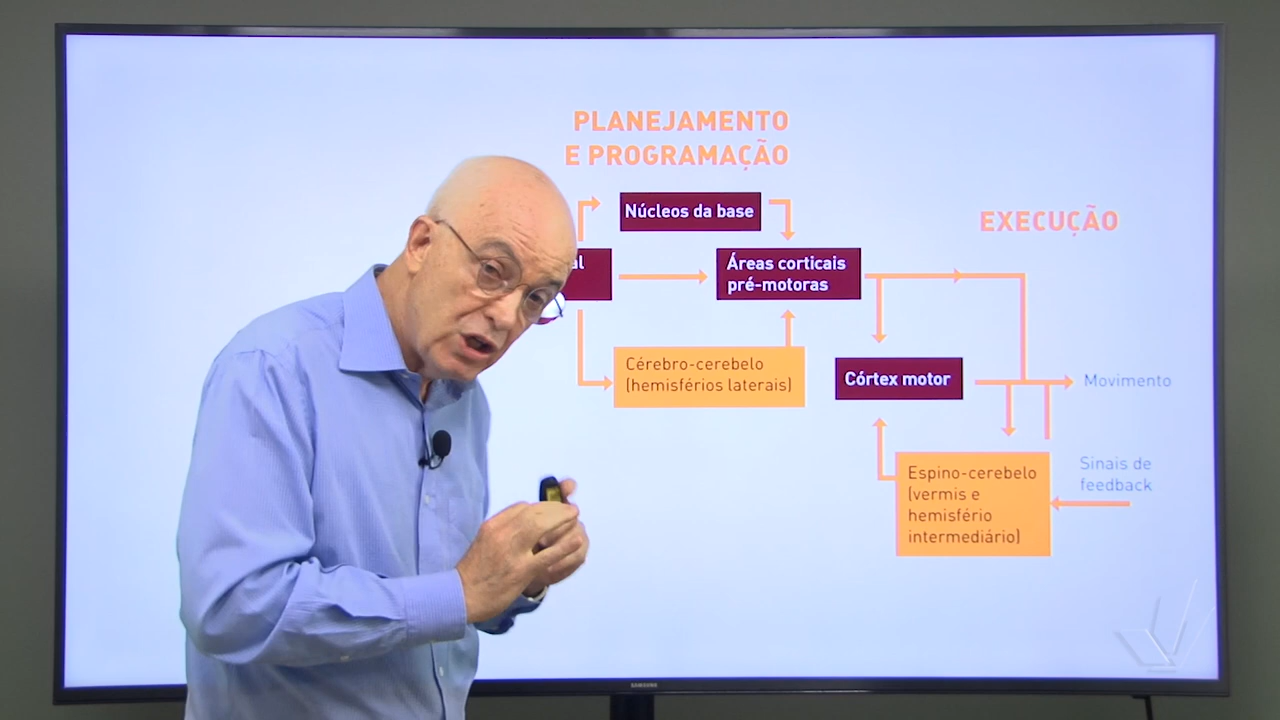 PLANEJAMENTO
E PROGRAMAÇÃO
Núcleos da base
EXECUÇÃO
Áreas corticais
pré-motoras
Cérebro-cerebelo
(hemisférios laterais)
Córtex motor
Movimento
Espino-cerebelo
(vermis e
hemisfério
intermediário)
Sinais de
feedback
SAMSUNG